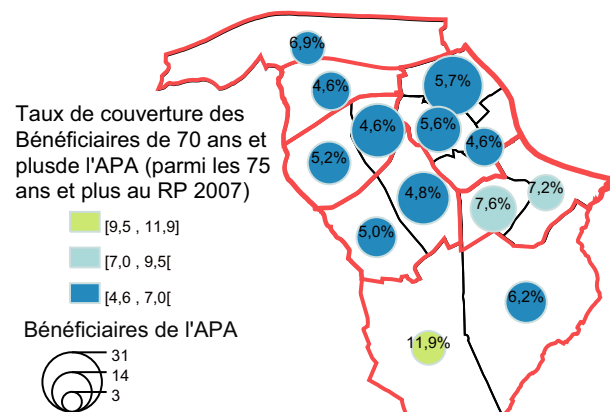 6,9%
5,7%
4,6%
4,6%
5,6%
4,6%
5,2%
4,8%
7,6%
7,2%
5,0%
6,2%
11,9%
Taux de couverture des
Bénéficiaires de 70 ans et
plusde l'APA (parmi les 75
ans et plus au RP 2007)
[9,5 , 11,9]
[7,0 , 9,5[
[4,6 , 7,0[
Bénéficiaires de l'APA
31
14
3